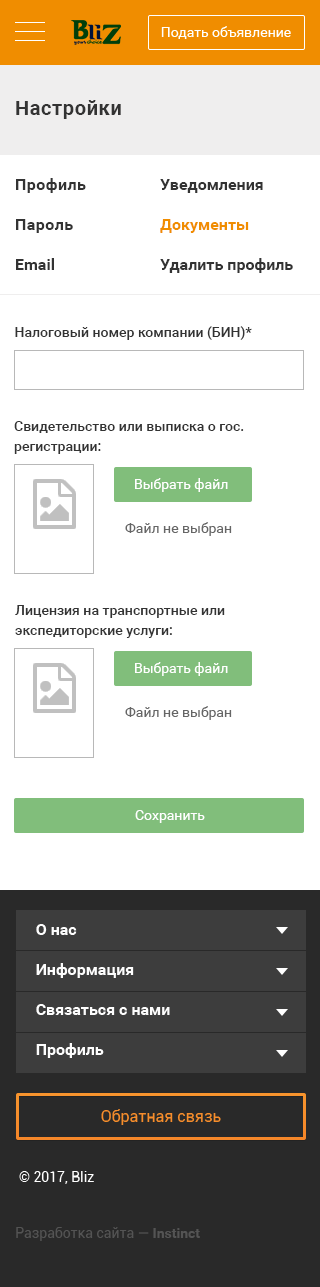 Bliz
your choice
Подать объявление
Настройки
Профиль
Уведомления
Пароль
Документы
Email
Удалить профиль
Налоговый номер компании (БИН)*
Свидетельство или выписка о гос.
регистрации:
Выбрать файл
Файл не выбран
Лицензия на транспортные или
экспедиторские услуги:
Выбрать файл
Файл не выбран
Сохранить
О нас
Информация
Связаться с нами
Профиль
Обратная связь
© 2017, Bliz
Разработка сайта — Instinct